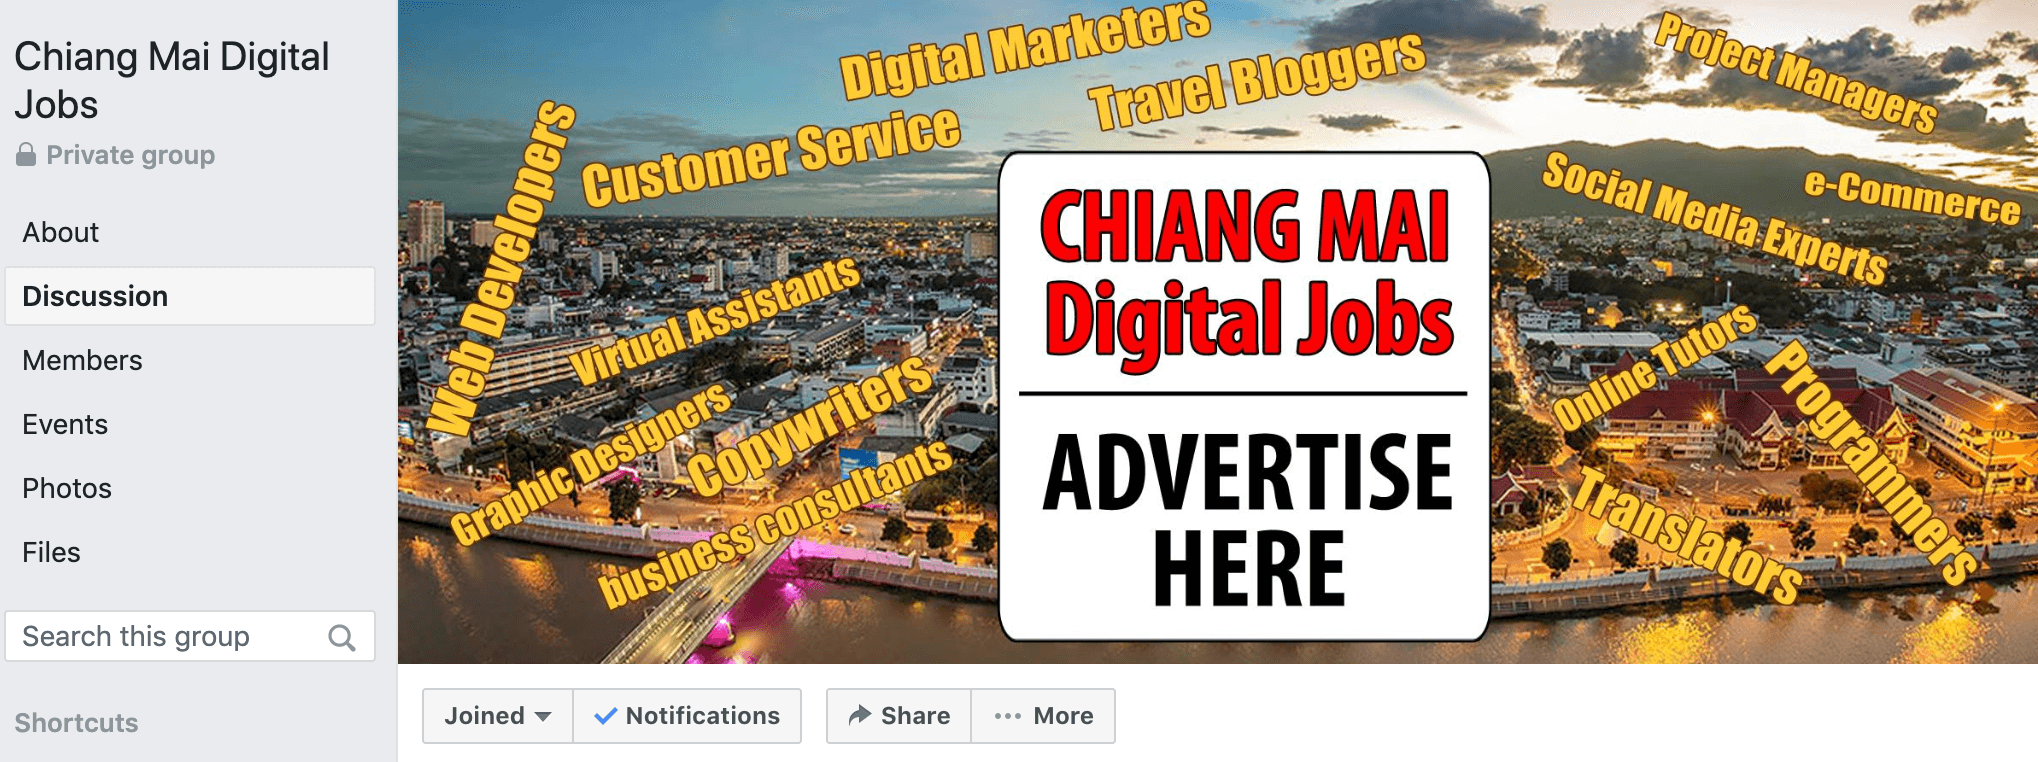 Chiang Mai Digital
Jobs
Private group
About
Discussion
Members
Events
Photos
Files
Search this group
Shortcuts
Digital Marketers
Travel Bloggers
Project Managers
Customer Service
Web Developers
Social Media Experts
e-Commerce
Virtual Assistants
Graphic Designers
Copywriters
business consultants
CHIANG MAI
Digital Jobs
ADVERTISE
HERE
Online Tutors
Programmers
Translators
Joined
Notifications
Share
More